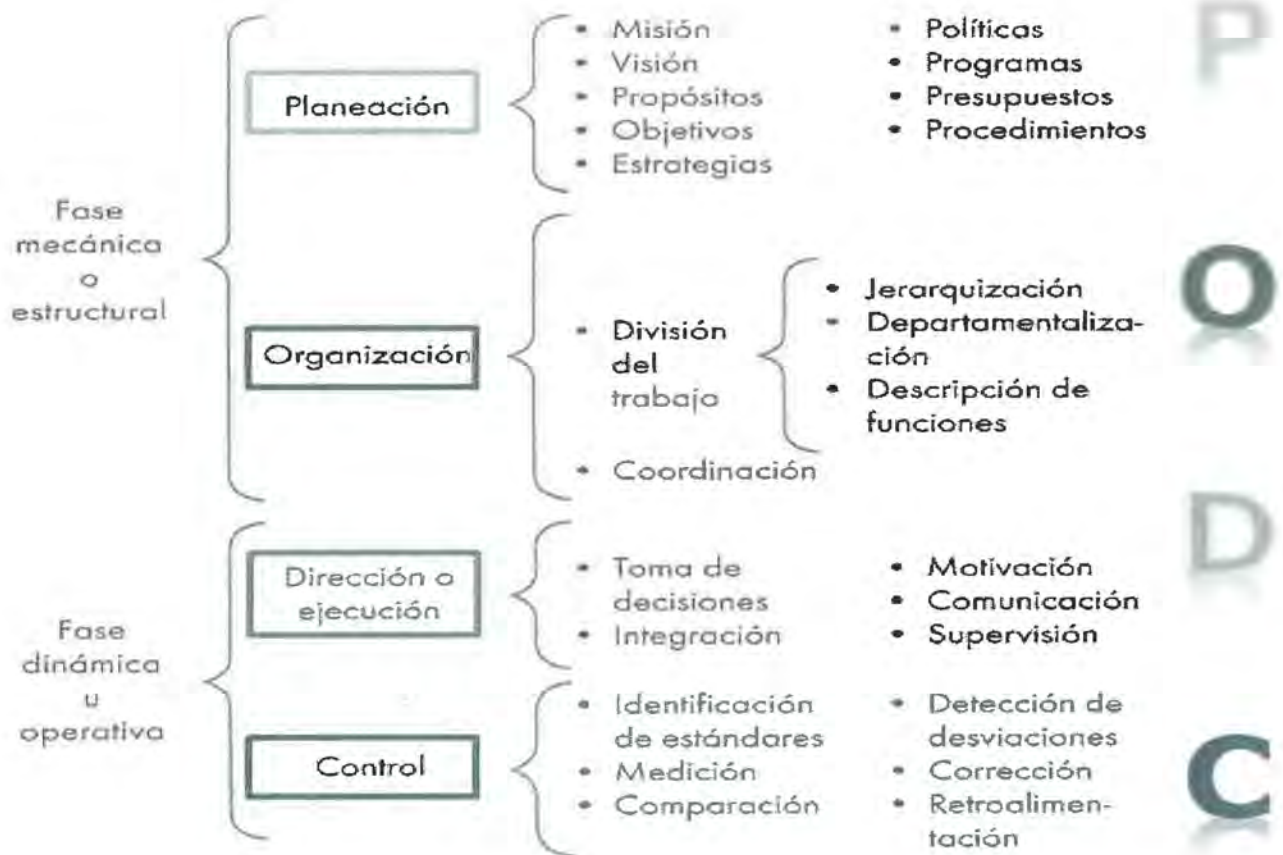 Fase
mecánica
o
estructural
Planeación
• Misión
• Visión
• Propósitos
• Objetivos
• Estrategias
• Políticas
• Programas
• Presupuestos
• Procedimientos
P
Organización
• División
del
trabajo
• Jerarquización
• Departamentaliza-
ción
• Descripción de
funciones
• Coordinación
O
Fase
dinámica
u
operativa
Dirección o
ejecución
• Toma de
decisiones
• Integración
• Motivación
• Comunicación
• Supervisión
D
Control
• Identificación
de estándares
• Medición
• Comparación
• Detección de
desviaciones
• Corrección
• Retroalimen-
tación
C